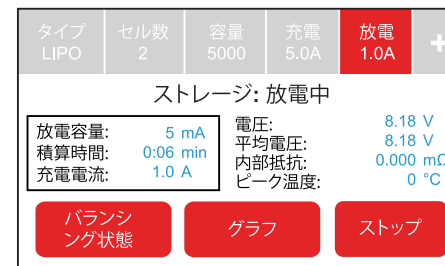 タイプ セル数 容量 充電 放電
LIPO 2 5000 5.0A 1.0A +
ストレージ: 放電中
放電容量: 5 mA
積算時間: 0:06 min
充電電流: 1.0 A
電圧: 8.18 V
平均電圧: 8.18 V
内部抵抗: 0.000 mΩ
ピーク温度: 0 °C
バランシ
ング状態
グラフ
ストップ